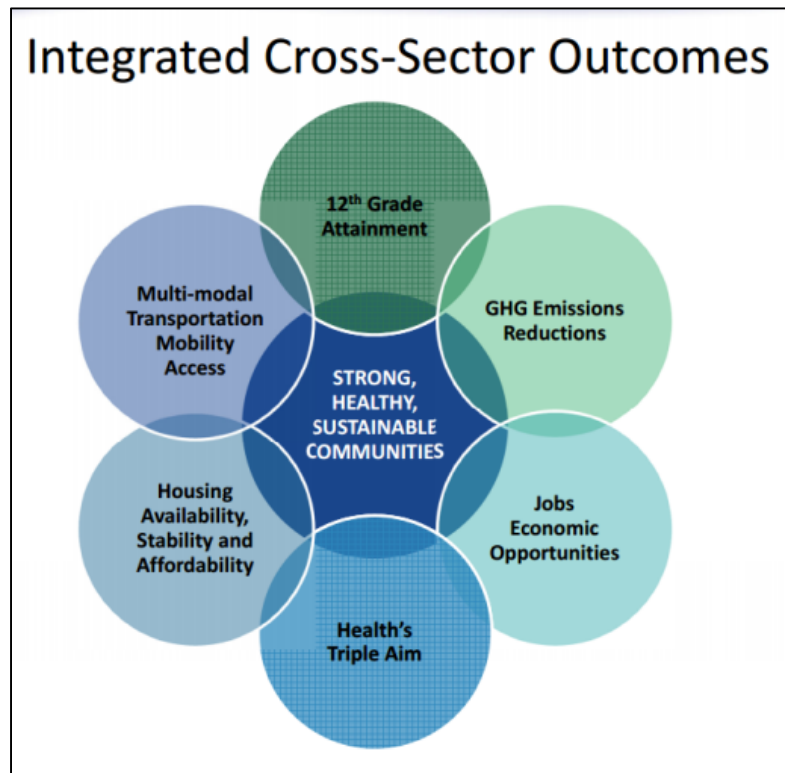 Integrated Cross-Sector Outcomes
12th Grade
Attainment
GHG Emissions
Reductions
Jobs
Economic
Opportunities
Health's
Triple Aim
Housing
Availability,
Stability and
Affordability
Multi-modal
Transportation
Mobility
Access
STRONG,
HEALTHY,
SUSTAINABLE
COMMUNITIES